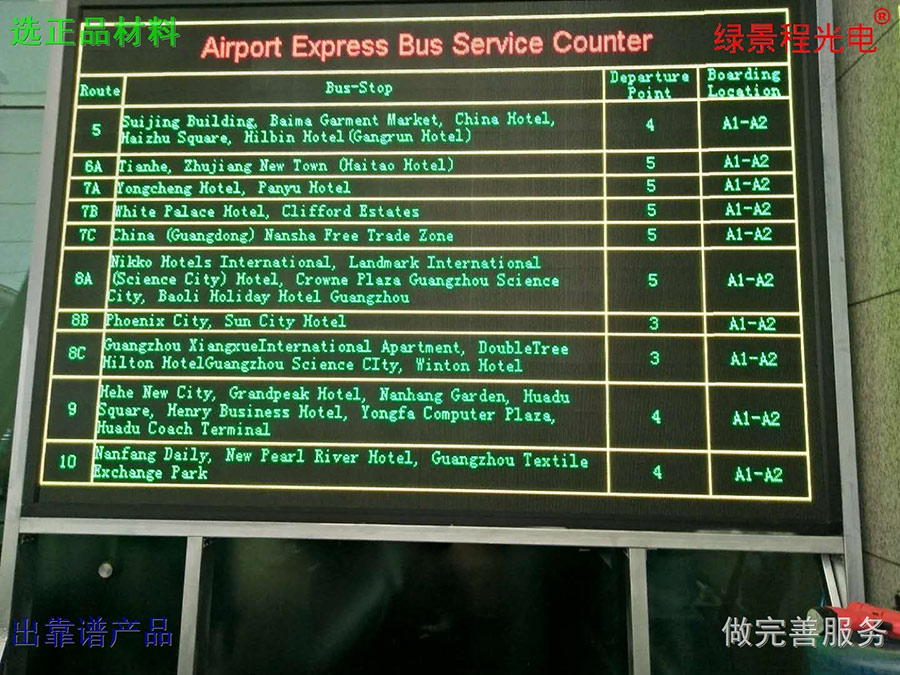 选正品材料
绿景程光电®
Airport Express Bus Service Counter
Route Bus-Stop Departure Point Boarding Location
5 Suijing Building, Baima Garment Market, China Hotel,
Haizhu Square, Hilbin Hotel(Gangrun Hotel) 4 A1-A2
6A Tianhe, Zhujiang New Town (Haitao Hotel) 5 A1-A2
7A Yongcheng Hotel, Panyu Hotel 5 A1-A2
7B White Palace Hotel, Clifford Estates 5 A1-A2
7C China (Guangdong) Nansha Free Trade Zone 5 A1-A2
Nikko Hotels International, Landmark International
8A (Science City) Hotel, Crowne Plaza Guangzhou Science 5 A1-A2
City, Baoli Holiday Hotel Guangzhou
8B Phoenix City, Sun City Hotel 3 A1-A2
8C Guangzhou XiangxueInternational Apartment, DoubleTree
Hilton HotelGuangzhou Science CIty, Winton Hotel 3 A1-A2
Hehe New City, Grandpeak Hotel, Nanhang Garden, Huadu
9 Square, Henry Business Hotel, Yongfa Computer Plaza, 4 A1-A2
Huadu Coach Terminal
10 Nanfang Daily, New Pearl River Hotel, Guangzhou Textile
Exchange Park 4 A1-A2
出靠谱产品
做完善服务